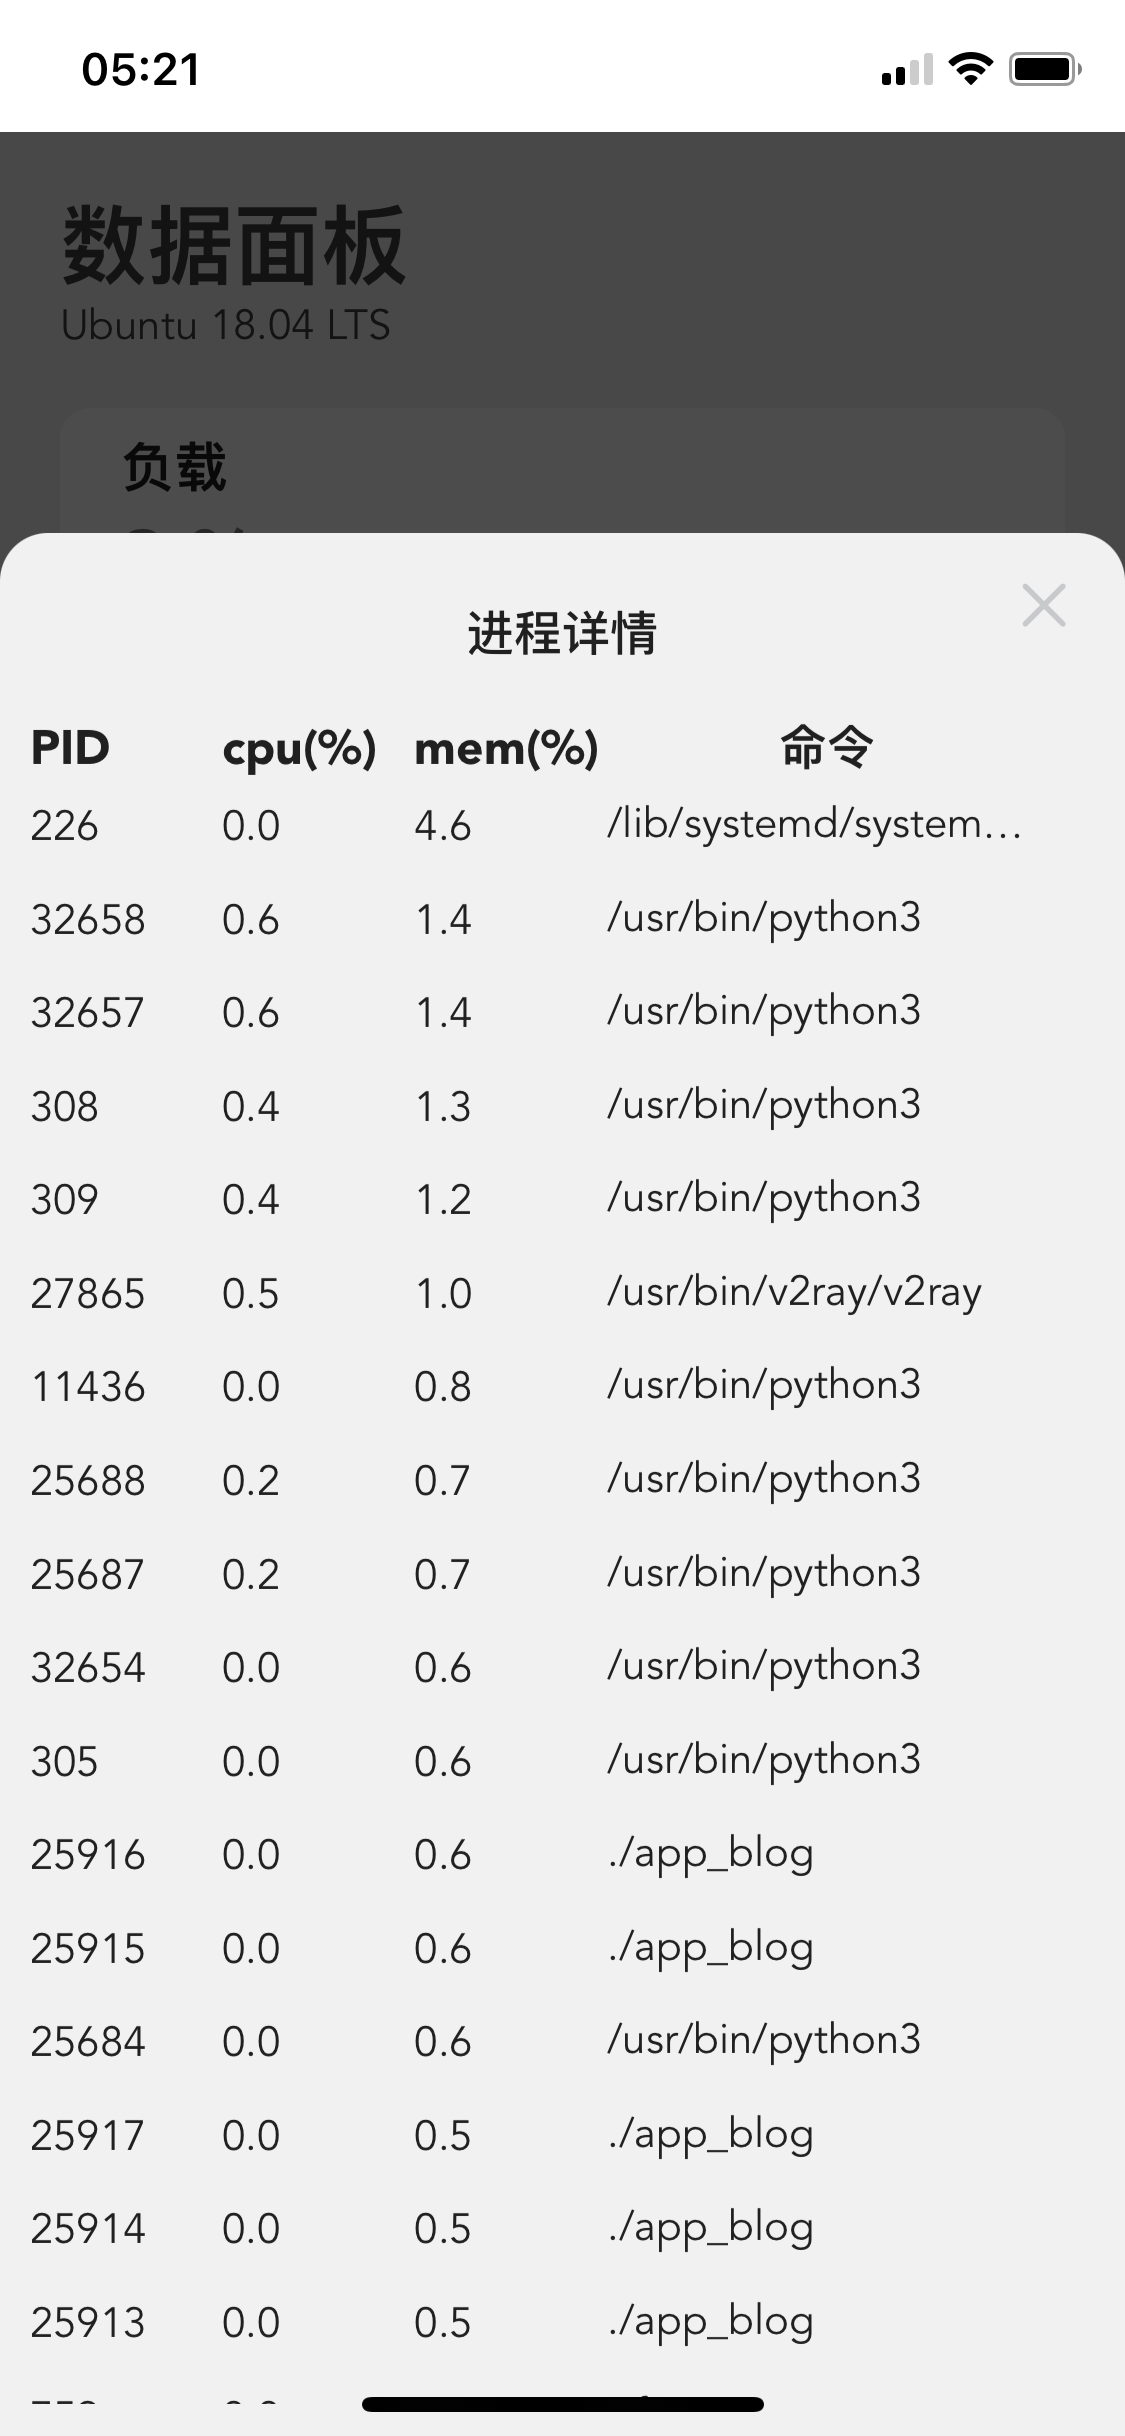 05:21
数据面板
Ubuntu 18.04 LTS
负载
进程详情
PID cpu(%) mem(%) 命令
226 0.0 4.6 /lib/systemd/system...
32658 0.6 1.4 /usr/bin/python3
32657 0.6 1.4 /usr/bin/python3
308 0.4 1.3 /usr/bin/python3
309 0.4 1.2 /usr/bin/python3
27865 0.5 1.0 /usr/bin/v2ray/v2ray
11436 0.0 0.8 /usr/bin/python3
25688 0.2 0.7 /usr/bin/python3
25687 0.2 0.7 /usr/bin/python3
32654 0.0 0.6 /usr/bin/python3
305 0.0 0.6 /usr/bin/python3
25916 0.0 0.6 ./app_blog
25915 0.0 0.6 ./app_blog
25684 0.0 0.6 /usr/bin/python3
25917 0.0 0.5 ./app_blog
25914 0.0 0.5 ./app_blog
25913 0.0 0.5 ./app_blog